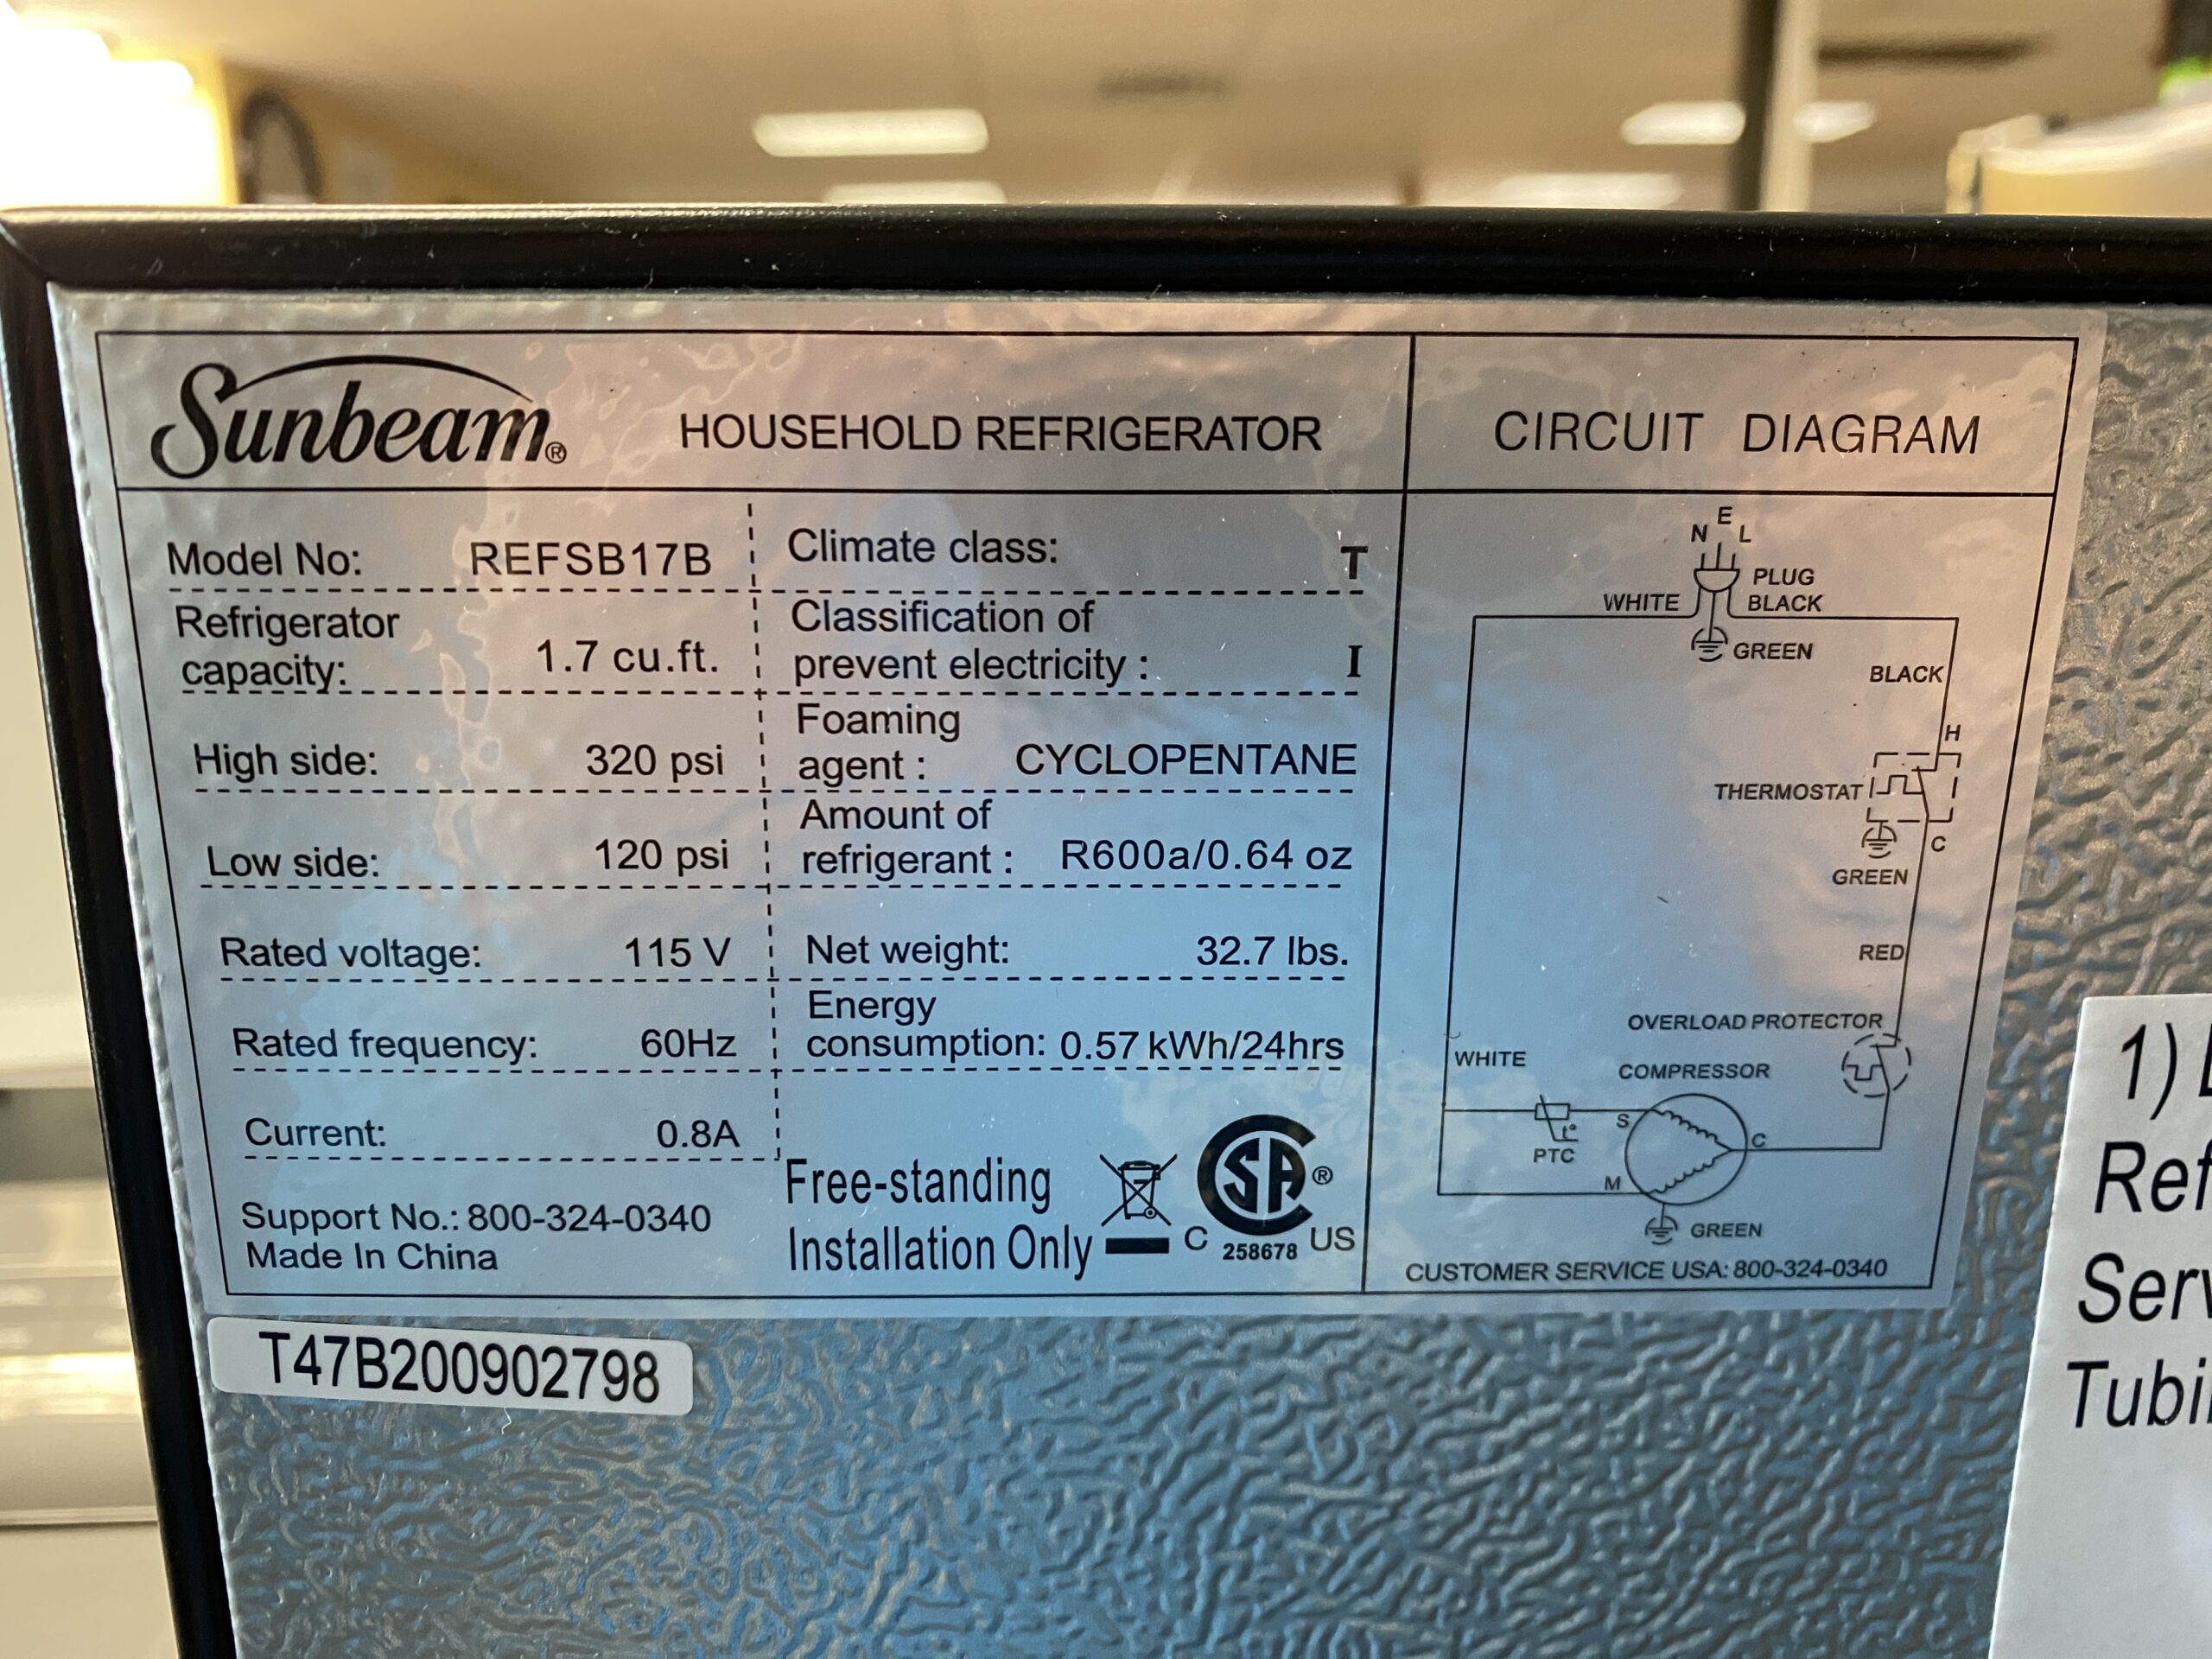 Sunbeam® HOUSEHOLD REFRIGERATOR
Model No: REFSB17B
Refrigerator
capacity: 1.7 cu.ft.
High side: 320 psi
Low side: 120 psi
Rated voltage: 115 V
Rated frequency: 60Hz
Current: 0.8A
Support No.: 800-324-0340
Made In China
Climate class: T
Classification of
prevent electricity : I
Foaming
agent : CYCLOPENTANE
Amount of
refrigerant : R600a/0.64 oz
Net weight: 32.7 lbs.
Energy
consumption: 0.57 kWh/24hrs
Free-standing
Installation Only
C SA ®
C 258678 US
CIRCUIT DIAGRAM
N E L
PLUG
WHITE BLACK
GREEN
BLACK
H
THERMOSTAT
C
GREEN
RED
OVERLOAD PROTECTOR
WHITE COMPRESSOR
S
t° C
PTC
M
GREEN
CUSTOMER SERVICE USA: 800-324-0340
T47B200902798
1)
Ref
Serv
Tubi